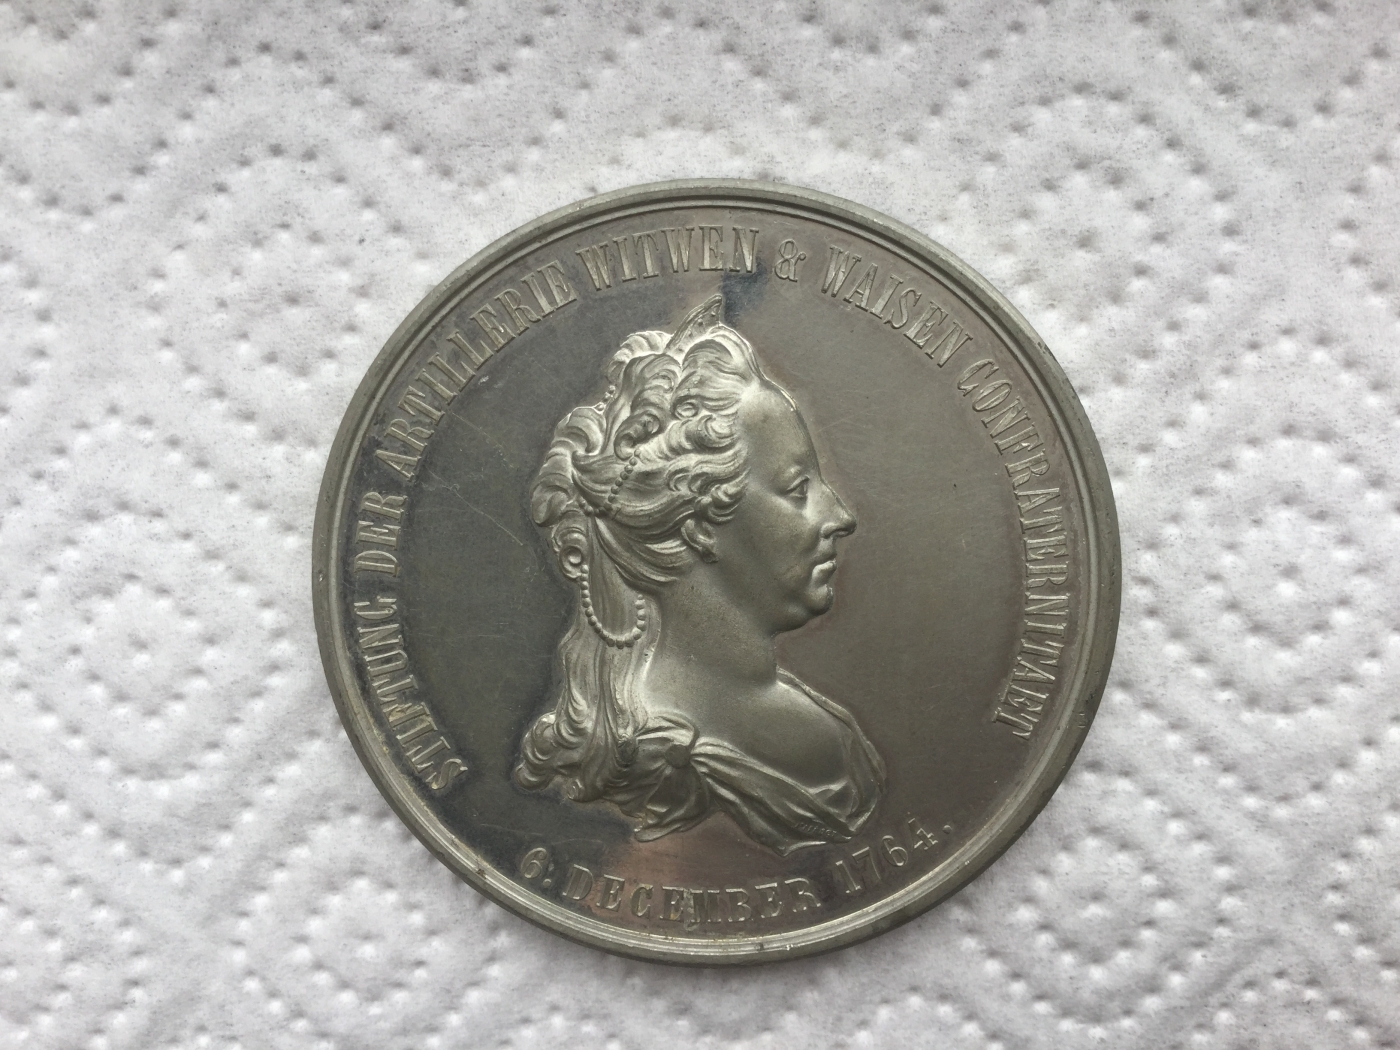 STIFTUNG DER ARTILLERIE WITWEN & WAISEN CONFRATERNITAET
6: DECEMBER 1764.